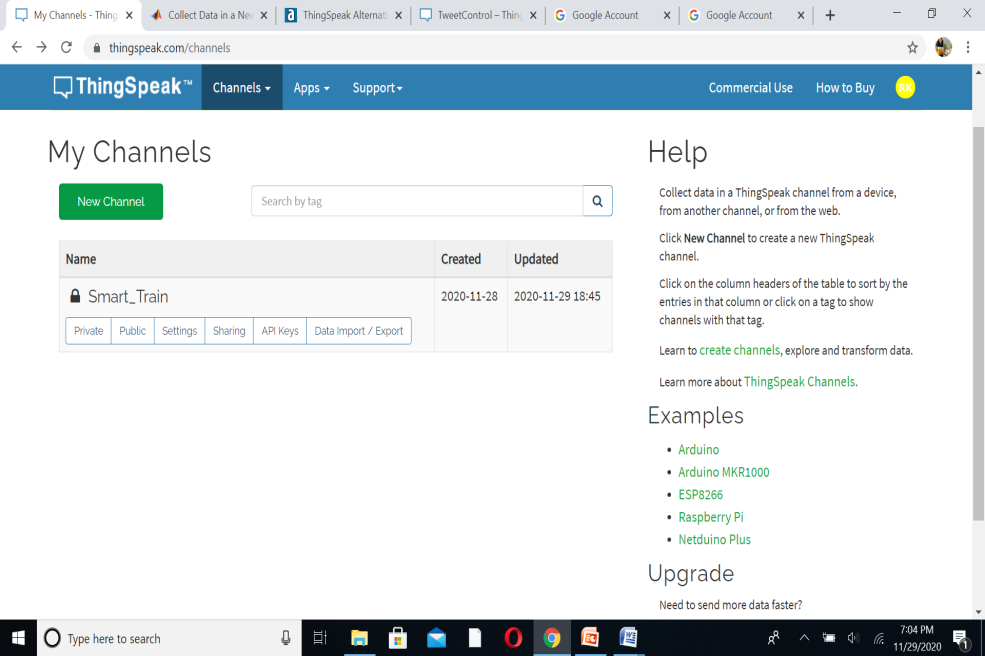 My Channels - Thing
Collect Data in a New
ThingSpeak Alternati
TweetControl – Thing
Google Account
Google Account
thingspeak.com/channels
ThingSpeak™
Channels
Apps
Support
Commercial Use
How to Buy
RK
My Channels
New Channel
Search by tag
Name Created Updated
Smart_Train 2020-11-28 2020-11-29 18:45
Private Public Settings Sharing API Keys Data Import / Export
Help
Collect data in a ThingSpeak channel from a device,
from another channel, or from the web.
Click New Channel to create a new ThingSpeak
channel.
Click on the column headers of the table to sort by the
entries in that column or click on a tag to show
channels with that tag.
Learn to create channels, explore and transform data.
Learn more about ThingSpeak Channels.
Examples
Arduino
Arduino MKR1000
ESP8266
Raspberry Pi
Netduino Plus
Upgrade
Need to send more data faster?
Type here to search
7:04 PM
11/29/2020
1